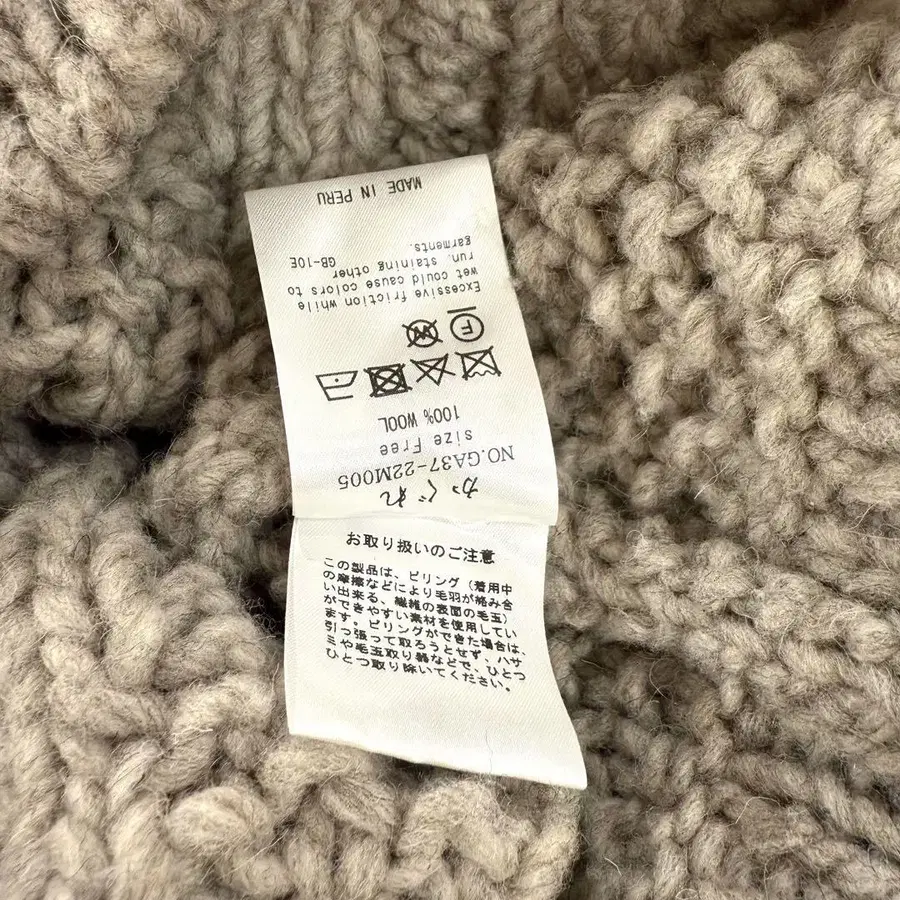 かぐれ
NO.GA37-22M005
size Free
100% WOOL
Excessive friction while
wet could cause colors to
run. staining other
garments.
GB-10E
MADE IN PERU
お取り扱いのご注意
この製品は、ピリング（着用中
の摩擦などにより毛羽が絡み合
い出来る、繊維の表面の毛玉）
ができやすい素材を使用してい
ます。ピリングができた場合は、
引っ張って取ろうとせず、ハサ
ミや毛玉取り器などで、ひとつ
ひとつ取り除いてください。